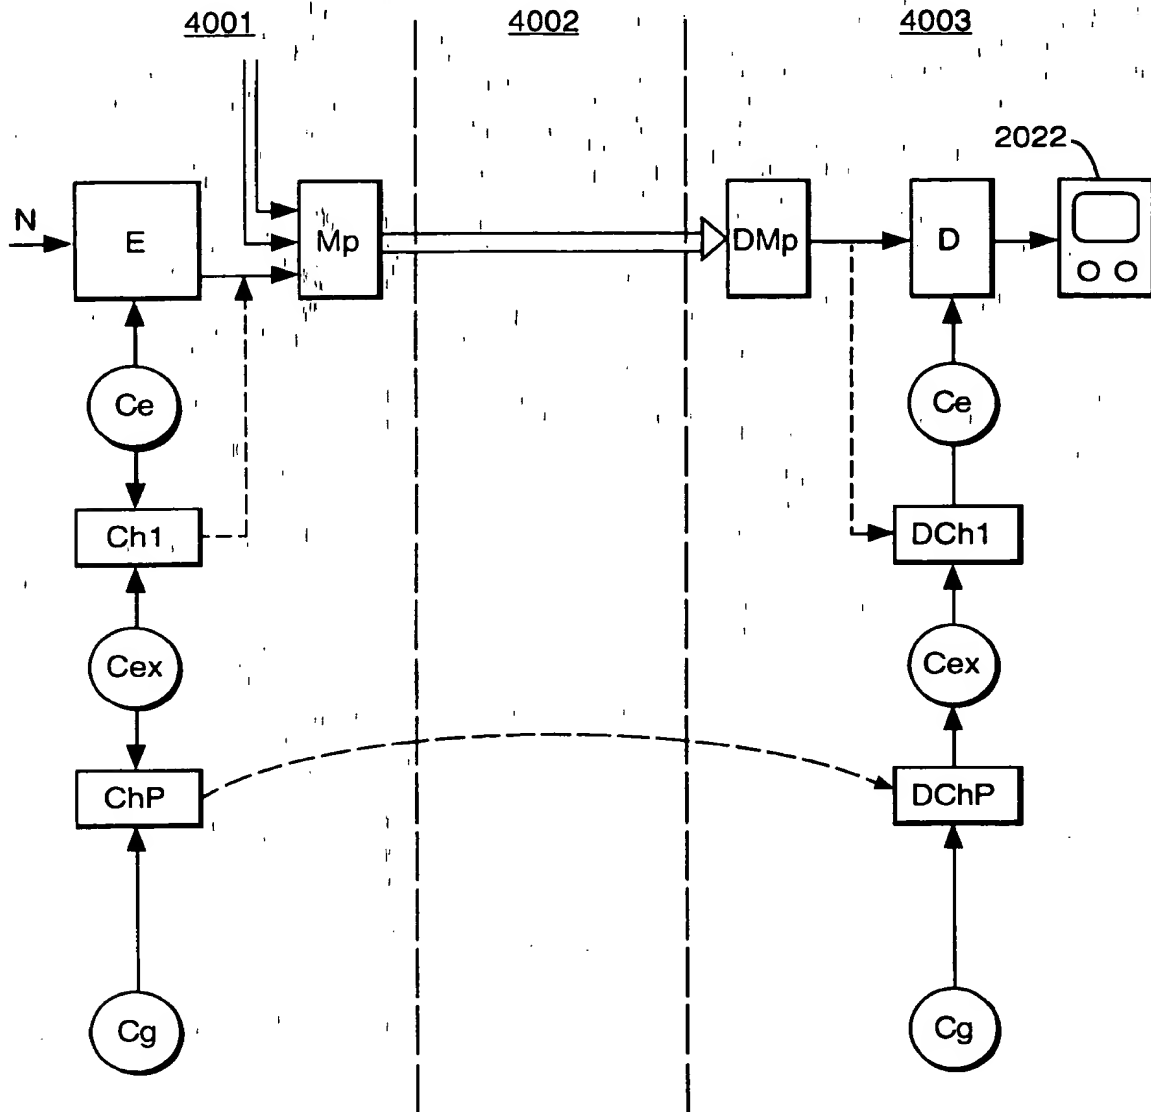 4001 4002 4003
2022
N E Mp DMp D
Ce Ce
Ch1 DCh1
Cex Cex
ChP DChP
Cg Cg